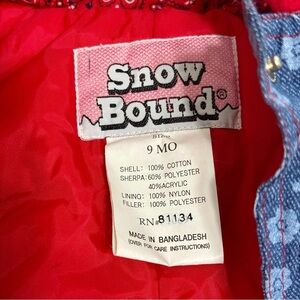 Snow
Bound®
SIZE
9 MO
SHELL: 100% COTTON
SHERPA: 60% POLYESTER
40% ACRYLIC
LINING: 100% NYLON
FILLER: 100% POLYESTER
RN# 81134
MADE IN BANGLADESH
(OVER FOR CARE INSTRUCTIONS)